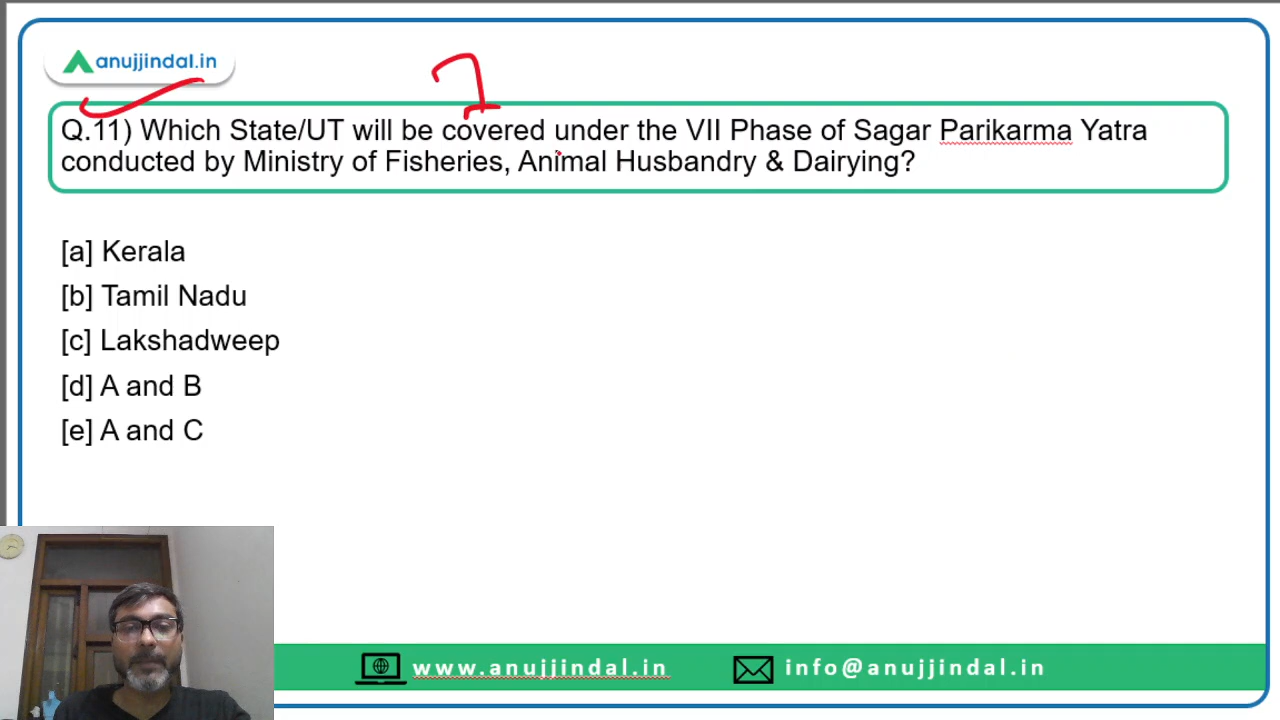 anujjindal.in
7
Q.11) Which State/UT will be covered under the VII Phase of Sagar Parikarma Yatra
conducted by Ministry of Fisheries, Animal Husbandry & Dairying?
[a] Kerala
[b] Tamil Nadu
[c] Lakshadweep
[d] A and B
[e] A and C
www.anujjindal.in info@anujjindal.in